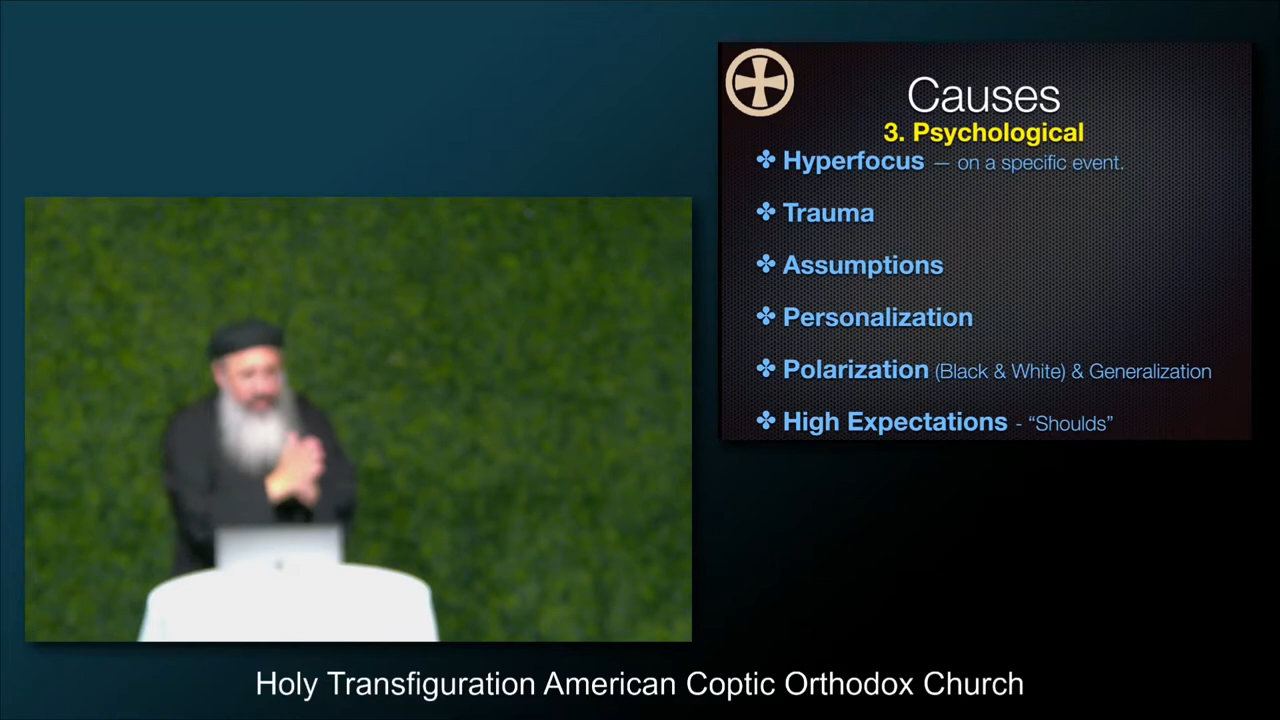 Causes
3. Psychological
✤ Hyperfocus — on a specific event.
✤ Trauma
✤ Assumptions
✤ Personalization
✤ Polarization (Black & White) & Generalization
✤ High Expectations - “Shoulds”
Holy Transfiguration American Coptic Orthodox Church